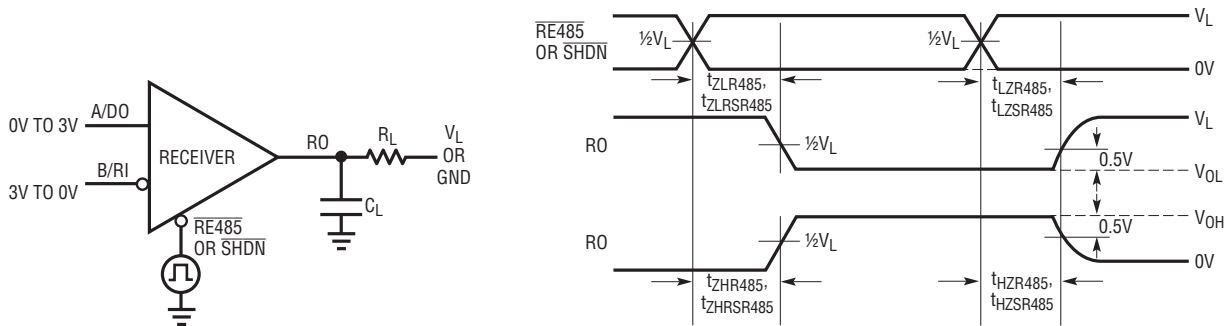 0V TO 3V
A/DO
3V TO 0V
B/RI
RECEIVER
RO
R_L
V_L
OR
GND
C_L
RE485
OR SHDN
RE485
OR SHDN
½V_L
½V_L
V_L
0V
t_ZLR485,
t_ZLRSR485
t_LZR485,
t_LZSR485
RO
½V_L
V_L
0.5V
V_OL
V_OH
RO
½V_L
0.5V
0V
t_ZHR485,
t_ZHRSR485
t_HZR485,
t_HZSR485